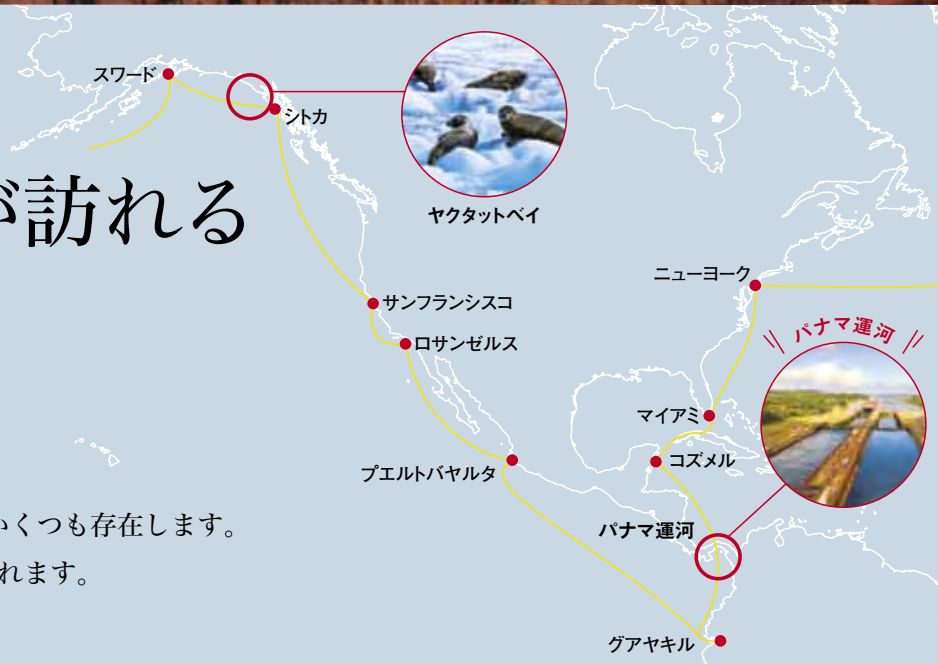 スワード
シトカ
ヤクタットベイ
が訪れる
ニューヨーク
サンフランシスコ
パナマ運河
ロサンゼルス
マイアミ
コズメル
プエルトバヤルタ
いくつも存在します。
パナマ運河
れます。
グアヤキル